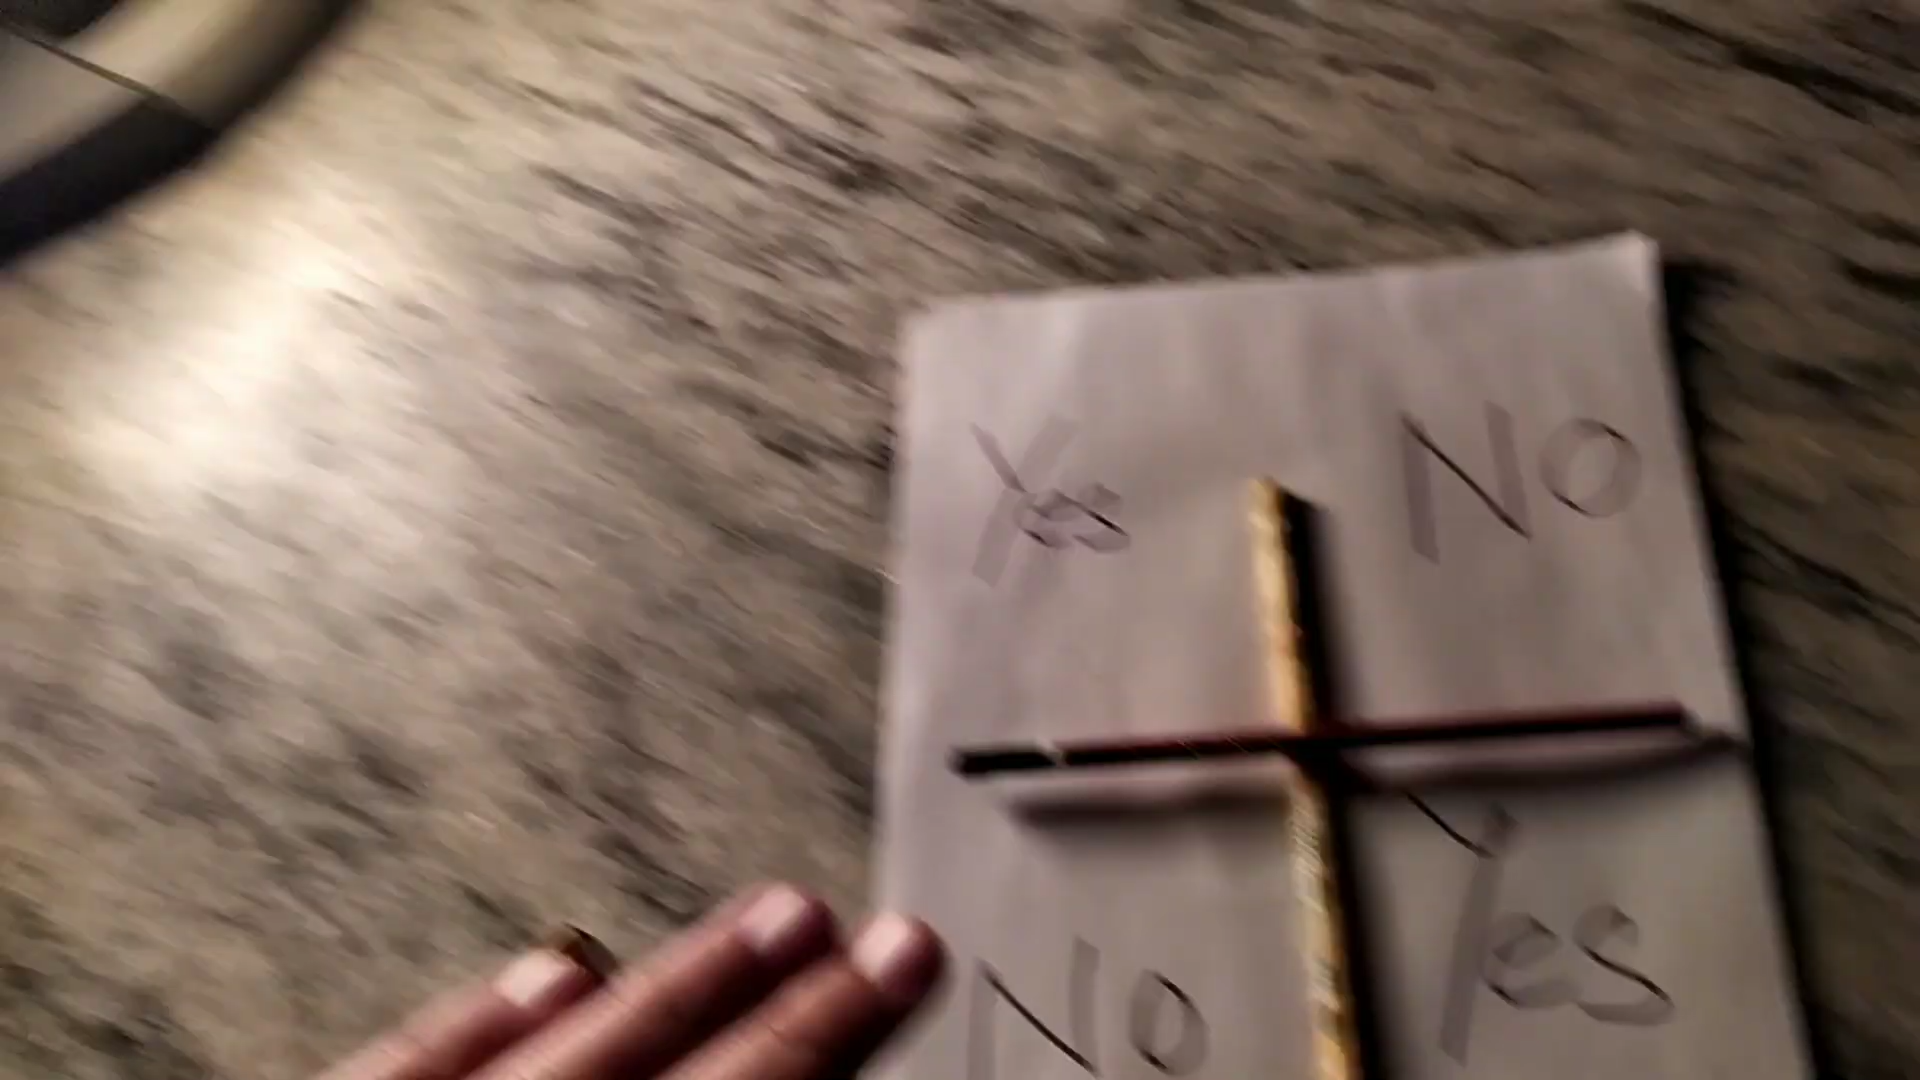 Yes NO
NO Yes